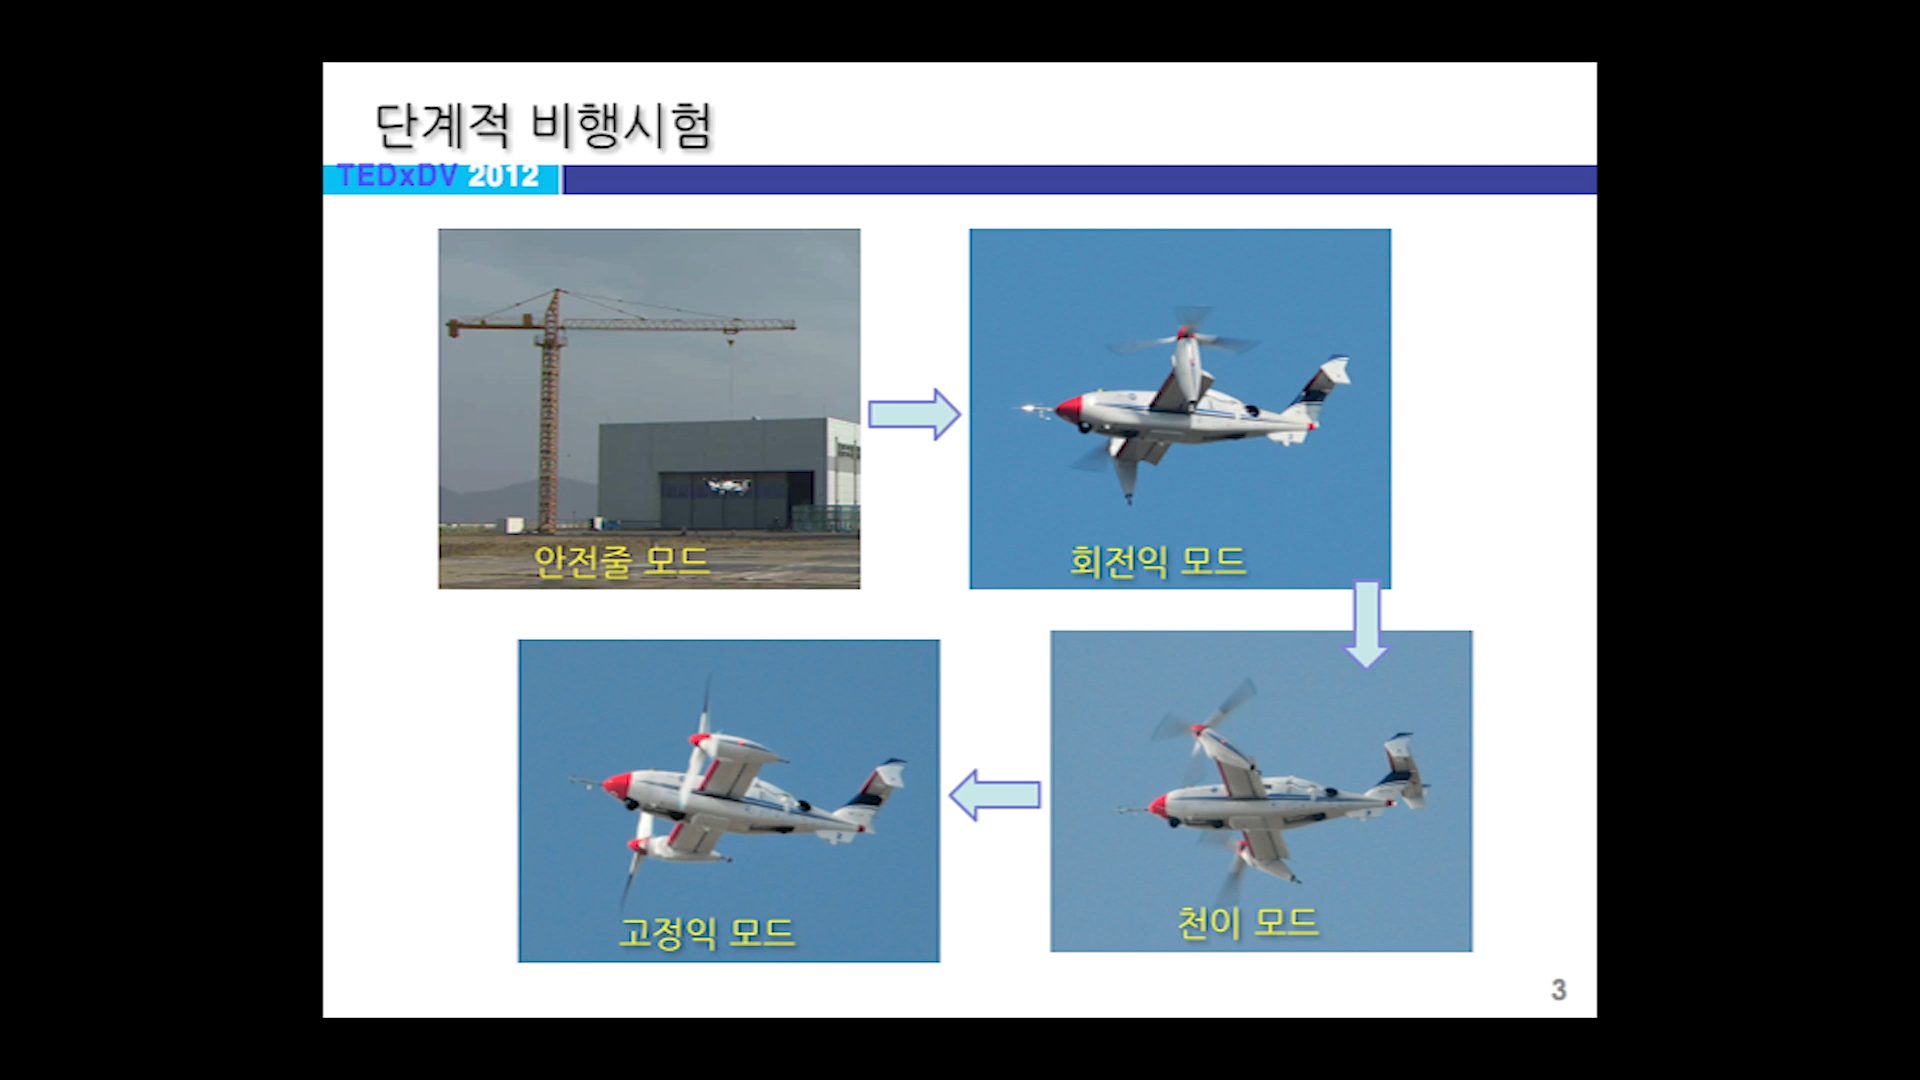 단계적 비행시험
TEDxDV 2012
안전줄 모드
회전익 모드
고정익 모드
천이 모드
3